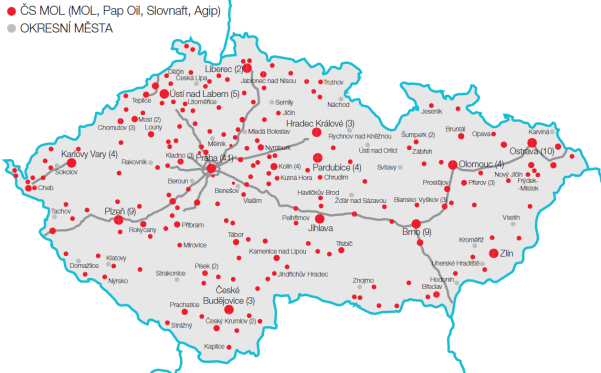 ČS MOL (MOL, Pap Oil, Slovnaft, Agip)
OKRESNÍ MĚSTA
Děčín
Česká Lípa
Liberec (2)
Jablonec nad Nisou
Trutnov
Ústí nad Labem (5)
Teplice
Litoměřice
Semily
Náchod
Jičín
Jeseník
Most (2)
Chomutov (3)
Louny
Mělník
Mladá Boleslav
Hradec Králové (3)
Rychnov nad Kněžnou
Šumperk (2)
Bruntál
Opava
Karviná
Karlovy Vary (4)
Sokolov
Cheb
Rakovník
Kladno (3)
Praha (41)
Nymburk
Ústí nad Orlicí
Zábřeh
Ostrava (10)
Kolín (4)
Pardubice (4)
Svitavy
Olomouc (4)
Nový Jičín
Frýdek
-Místek
Beroun
Kutná Hora
Chrudim
Prostějov
Přerov (3)
Benešov
Vlašim
Havlíčkův Brod
Žďár nad Sázavou
Blansko
Vyškov (3)
Tachov
Plzeň (9)
Rokycany
Příbram
Pelhřimov
Jihlava
Brno (9)
Vsetín
Kroměříž
Zlín
Mirovice
Tábor
Kamenice nad Lipou
Třebíč
Uherské Hradiště
Domažlice
Klatovy
Nýrsko
Strakonice
Písek (2)
Jindřichův Hradec
Znojmo
Hodonín
Břeclav
České
Budějovice (3)
Prachatice
Strážný
Český Krumlov (2)
Kaplice